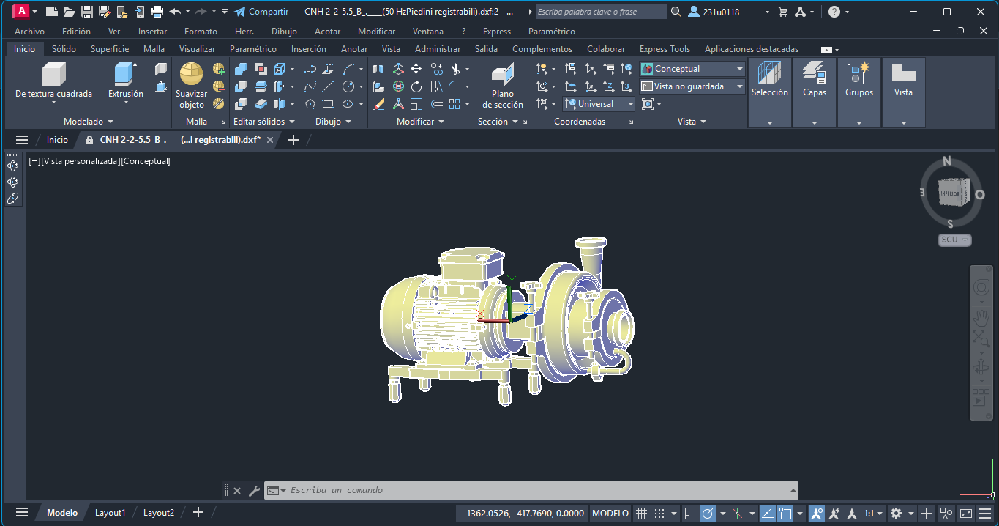 A Compartir CNH 2-2-5.5_B_.____(50 HzPiedini registrabili).dxf:2 - ... Escriba palabra clave o frase 231u0118 ?
Archivo Edición Ver Insertar Formato Herr. Dibujo Acotar Modificar Ventana ? Express Paramétrico
Inicio Sólido Superficie Malla Visualizar Paramétrico Inserción Anotar Vista Administrar Salida Complementos Colaborar Express Tools Aplicaciones destacadas
Conceptual
De textura cuadrada Extrusión Suavizar objeto Plano de sección Universal Vista no guardada Selección Capas Grupos Vista
Modelado Malla Editar sólidos Dibujo Modificar Sección Coordenadas Vista
Inicio CNH 2-2-5.5_B_.____(...i registrabili).dxf*
[−][Vista personalizada][Conceptual]
N
E INFERIOR O
S
SCU
X Y
Escriba un comando
Modelo Layout1 Layout2 -1362.0526, -417.7690, 0.0000 MODELO 1:1